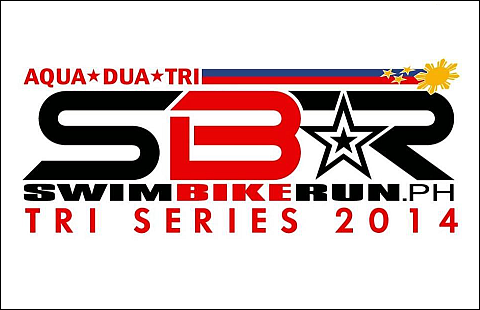 AQUA★DUA★TRI
SBR
SWIMBIKERUN.PH
TRI SERIES 2014